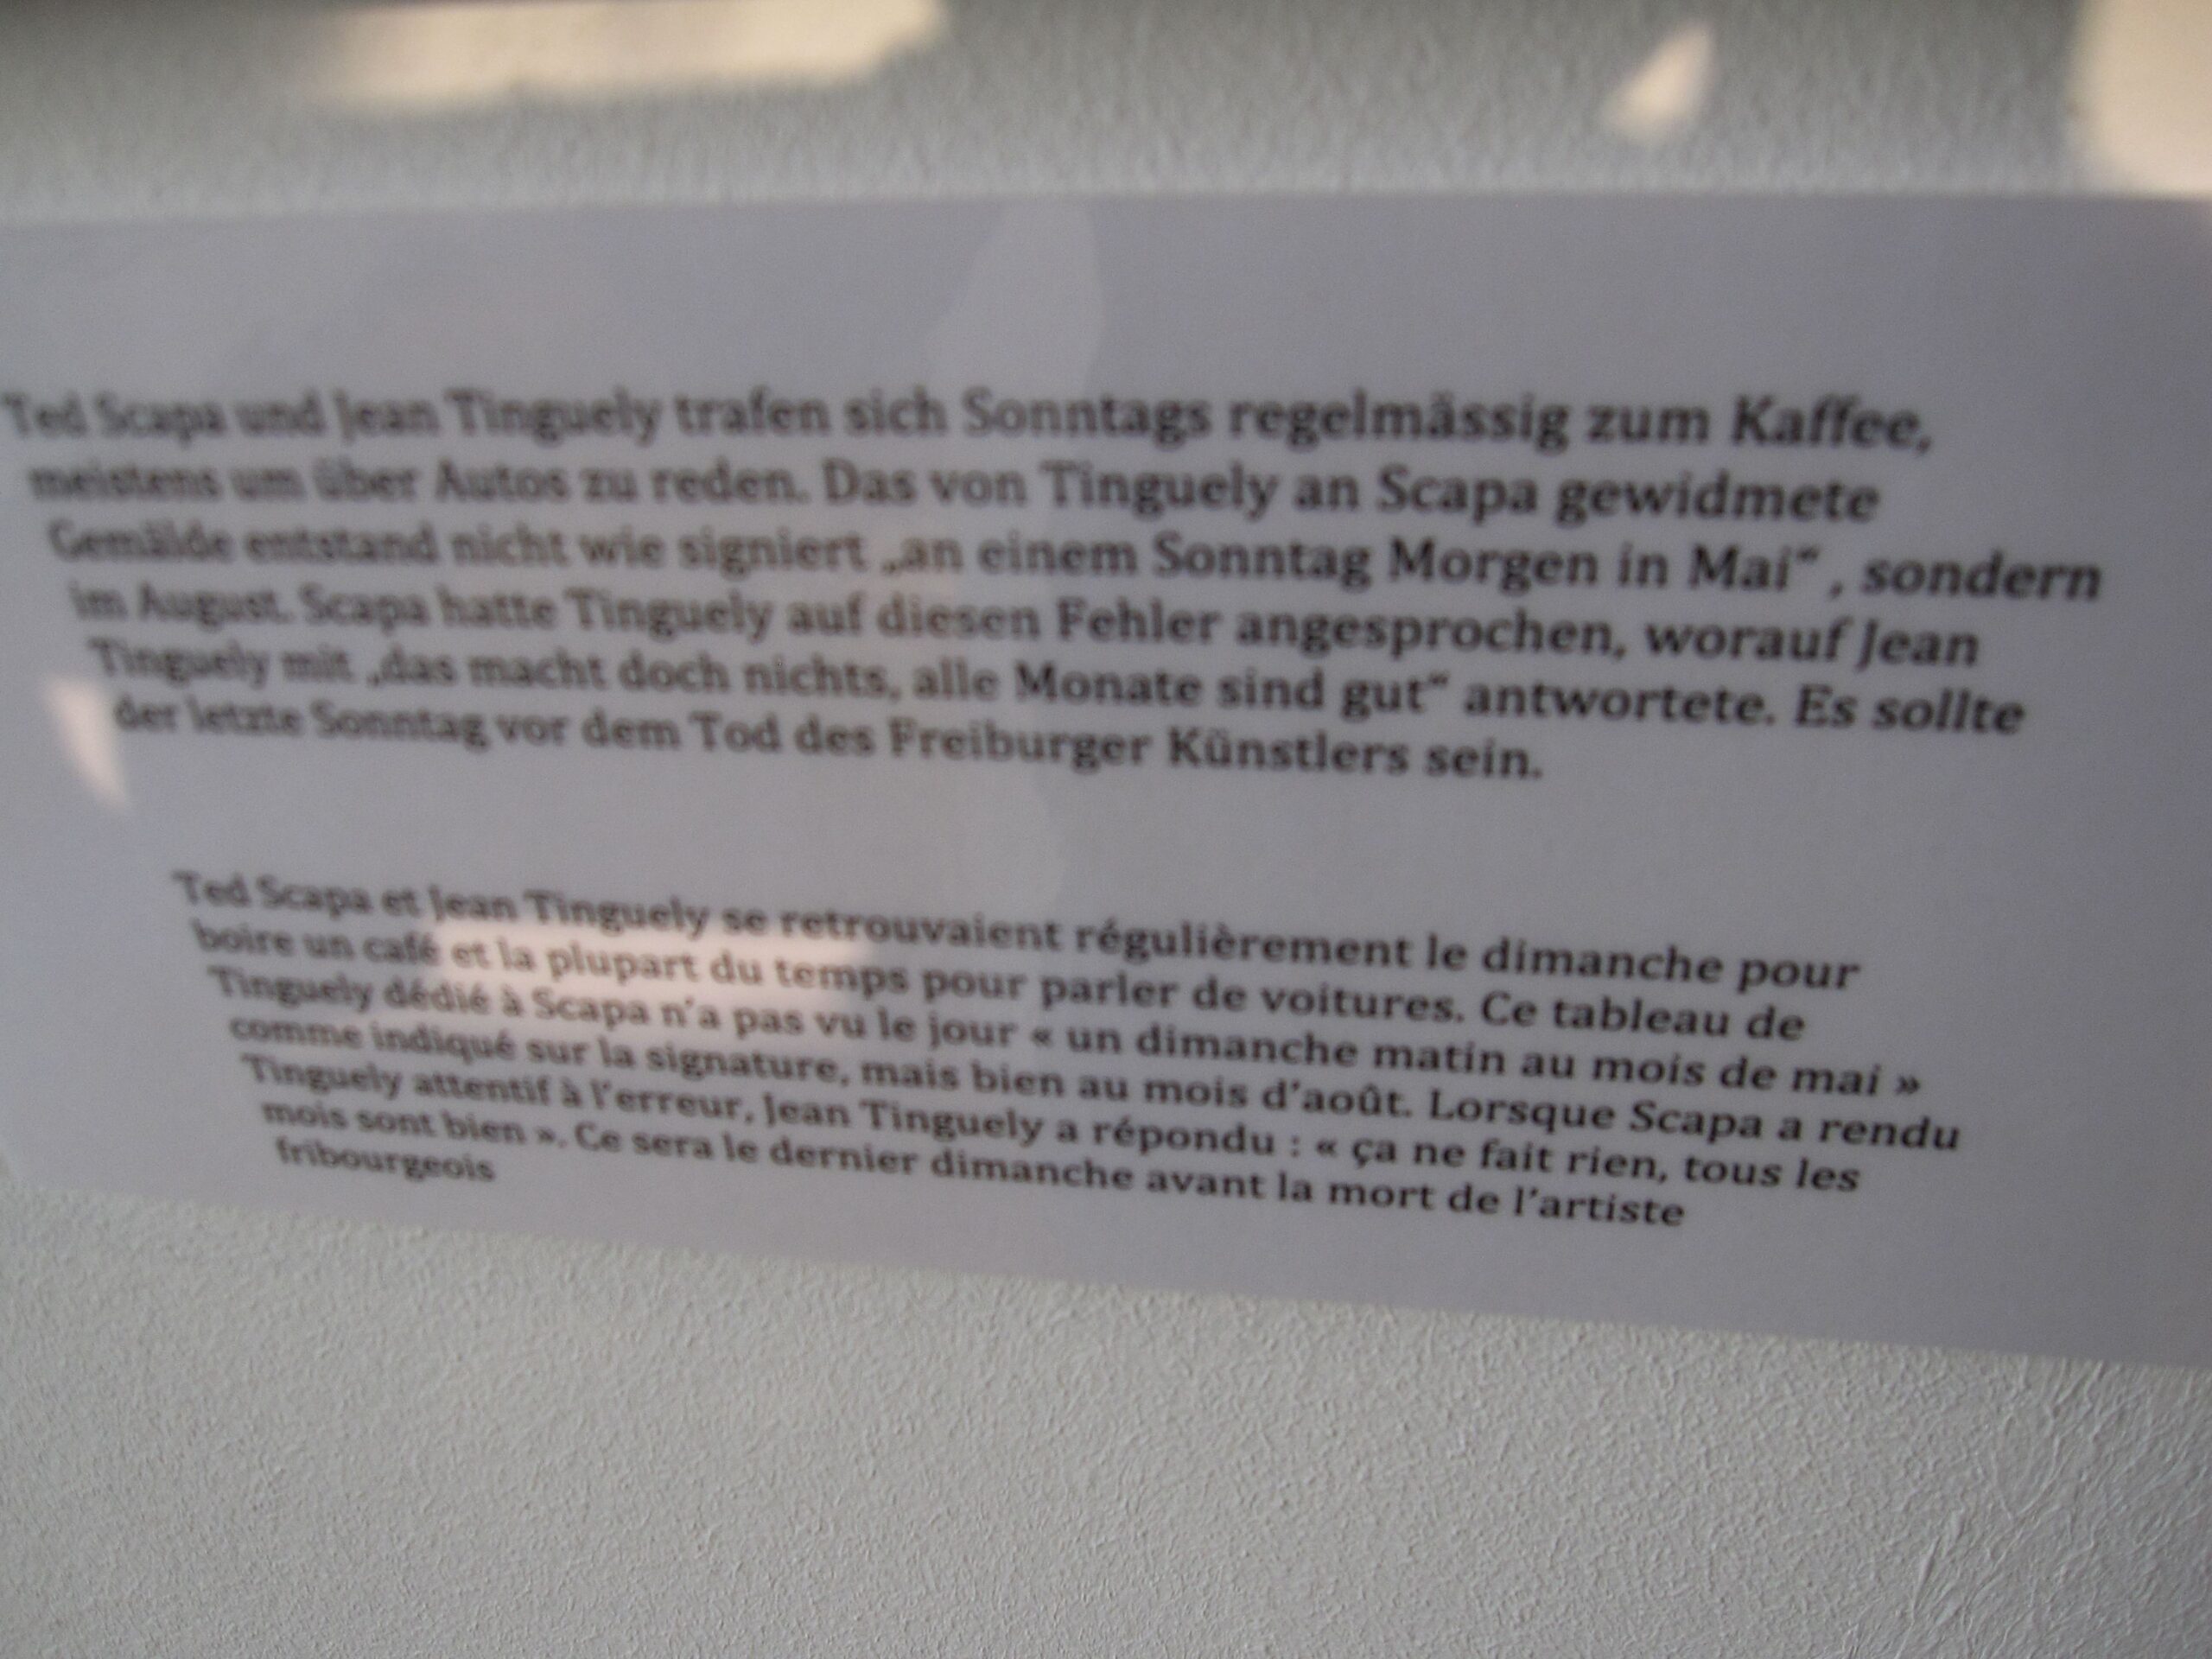 Ted Scapa und Jean Tinguely trafen sich Sonntags regelmässig zum Kaffee,
meistens um über Autos zu reden. Das von Tinguely an Scapa gewidmete
Gemälde entstand nicht wie signiert „an einem Sonntag Morgen in Mai“ , sondern
im August. Scapa hatte Tinguely auf diesen Fehler angesprochen, worauf Jean
Tinguely mit „das macht doch nichts, alle Monate sind gut“ antwortete. Es sollte
der letzte Sonntag vor dem Tod des Freiburger Künstlers sein.
Ted Scapa et Jean Tinguely se retrouvaient régulièrement le dimanche pour
boire un café et la plupart du temps pour parler de voitures. Ce tableau de
Tinguely dédié à Scapa n’a pas vu le jour « un dimanche matin au mois de mai »
comme indiqué sur la signature, mais bien au mois d’août. Lorsque Scapa a rendu
Tinguely attentif à l’erreur, Jean Tinguely a répondu : « ça ne fait rien, tous les
mois sont bien ». Ce sera le dernier dimanche avant la mort de l’artiste
fribourgeois